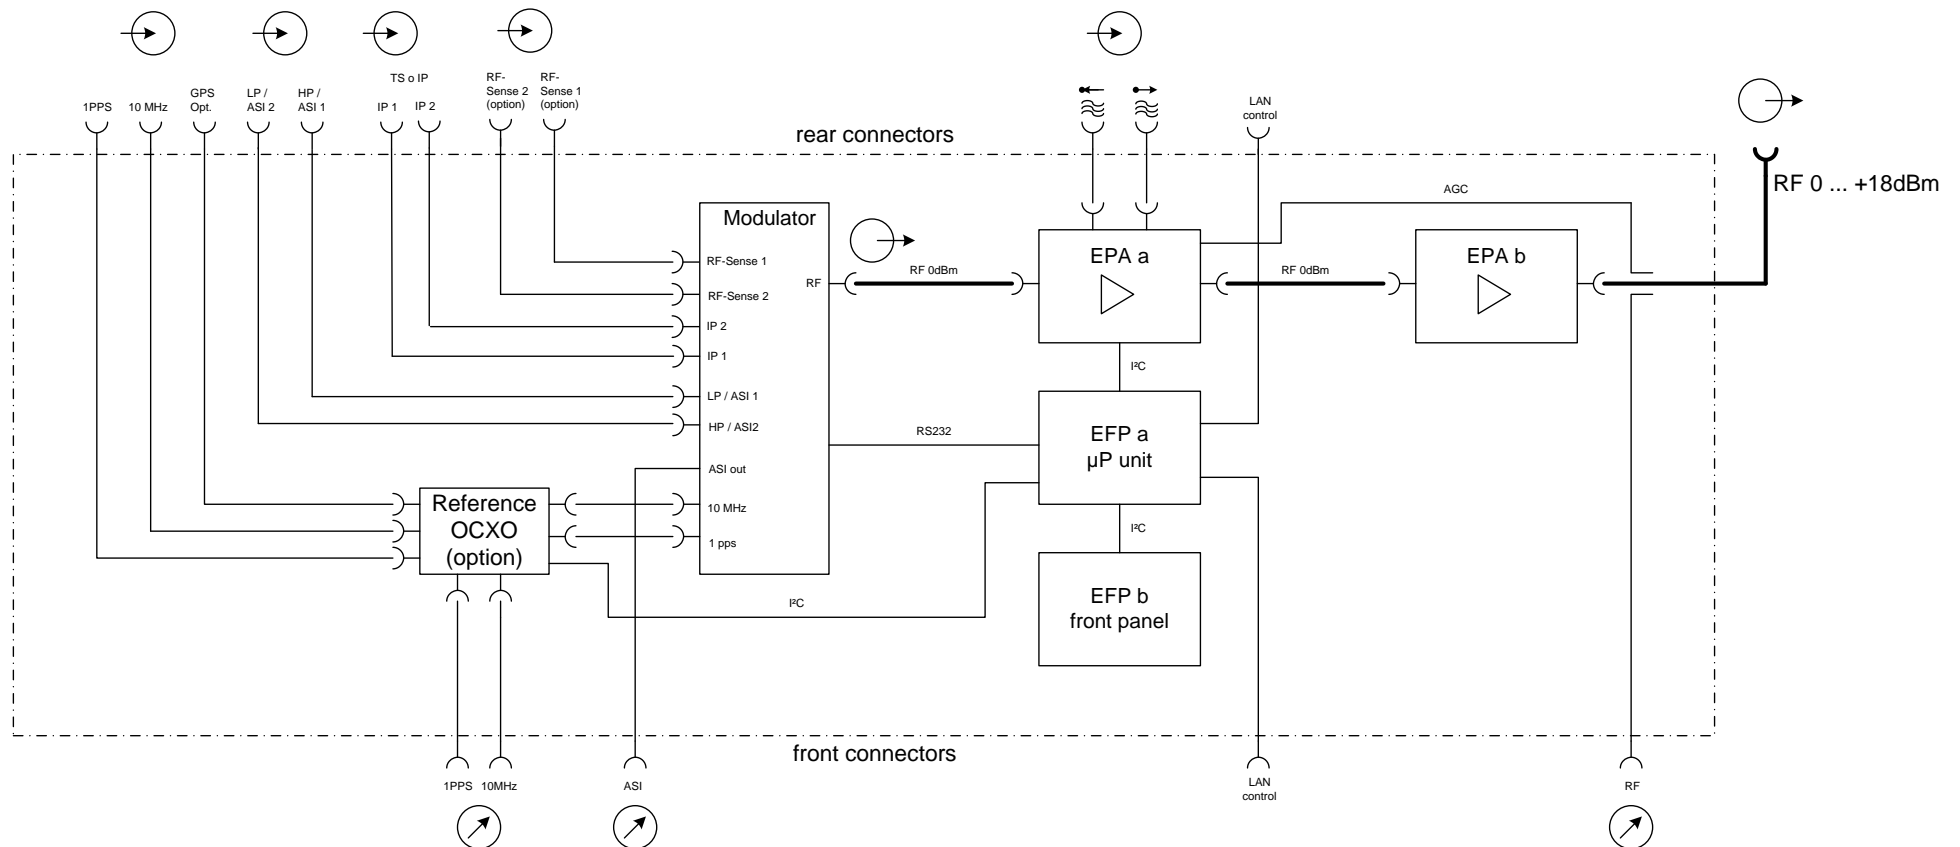 TS o IP
RF-
Sense 2
(option)
RF-
Sense 1
(option)
1PPS
10 MHz
GPS
Opt.
LP /
ASI 2
HP /
ASI 1
IP 1
IP 2
LAN
control
rear connectors
RF 0 ... +18dBm
AGC
Modulator
RF-Sense 1
RF-Sense 2
IP 2
IP 1
LP / ASI 1
HP / ASI2
ASI out
10 MHz
1 pps
RF
RF 0dBm
EPA a
RF 0dBm
EPA b
I²C
RS232
EFP a
µP unit
I²C
EFP b
front panel
Reference
OCXO
(option)
I²C
front connectors
1PPS
10MHz
ASI
LAN
control
RF